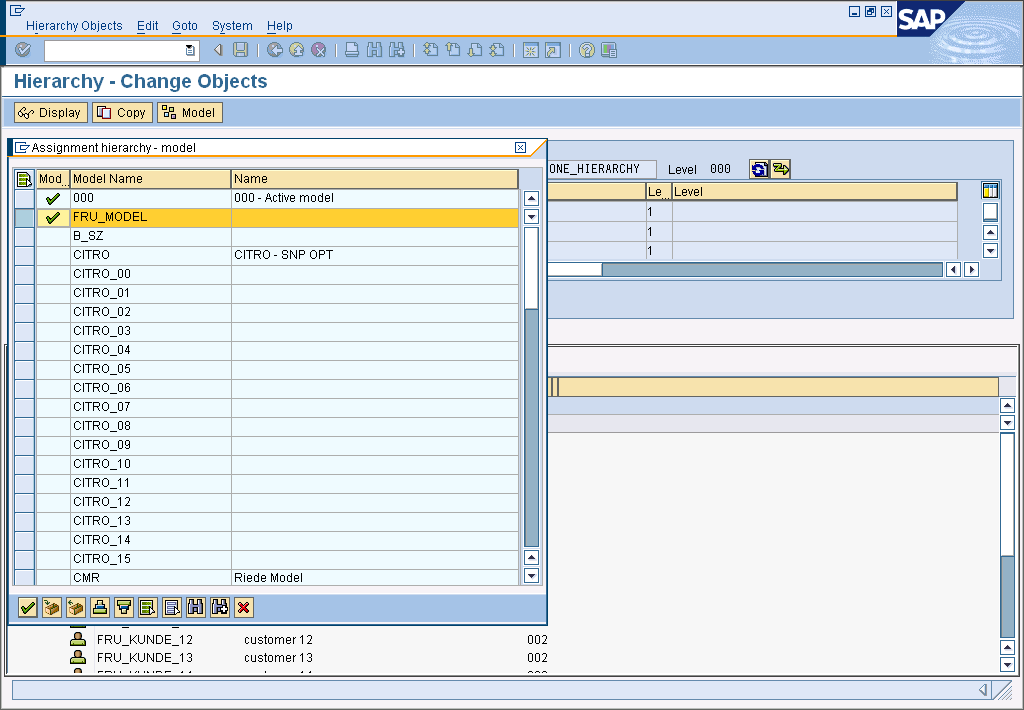 Hierarchy Objects Edit Goto System Help
SAP
Hierarchy - Change Objects
Display Copy Model
Assignment hierarchy - model
ONE_HIERARCHY Level 000
Mod... Model Name Name
Le... Level
000 000 - Active model
FRU_MODEL
1
B_SZ
1
CITRO CITRO - SNP OPT
1
CITRO_00
CITRO_01
CITRO_02
CITRO_03
CITRO_04
CITRO_05
CITRO_06
CITRO_07
CITRO_08
CITRO_09
CITRO_10
CITRO_11
CITRO_12
CITRO_13
CITRO_14
CITRO_15
CMR Riede Model
FRU_KUNDE_12 customer 12 002
FRU_KUNDE_13 customer 13 002